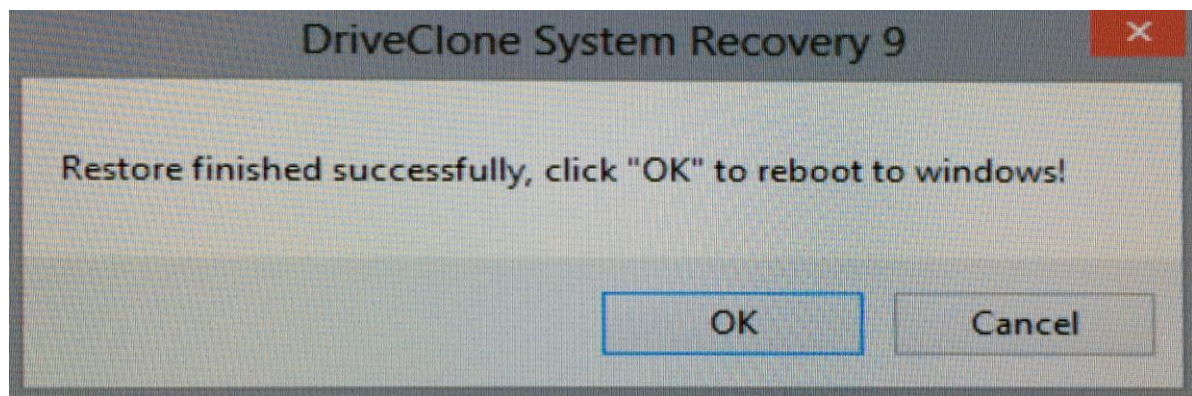 DriveClone System Recovery 9
Restore finished successfully, click "OK" to reboot to windows!
OK
Cancel